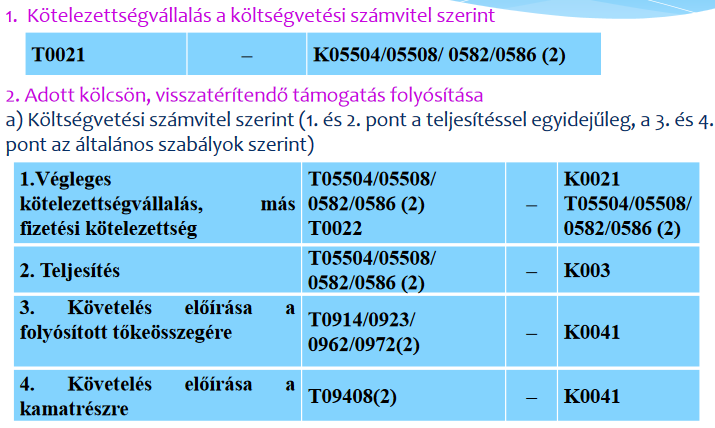 1. Kötelezettségvállalás a költségvetési számvitel szerint
T0021 – K05504/05508/ 0582/0586 (2)
2. Adott kölcsön, visszatérítendő támogatás folyósítása
a) Költségvetési számvitel szerint (1. és 2. pont a teljesítéssel egyidejűleg, a 3. és 4.
pont az általános szabályok szerint)
1.Végleges
kötelezettségvállalás, más
fizetési kötelezettség
T05504/05508/
0582/0586 (2)
T0022
–
K0021
T05504/05508/
0582/0586 (2)
2. Teljesítés
T05504/05508/
0582/0586 (2)
–
K003
3. Követelés előírása a
folyósított tőkeösszegére
T0914/0923/
0962/0972(2)
–
K0041
4. Követelés előírása a
kamatrészre
T09408(2)
–
K0041